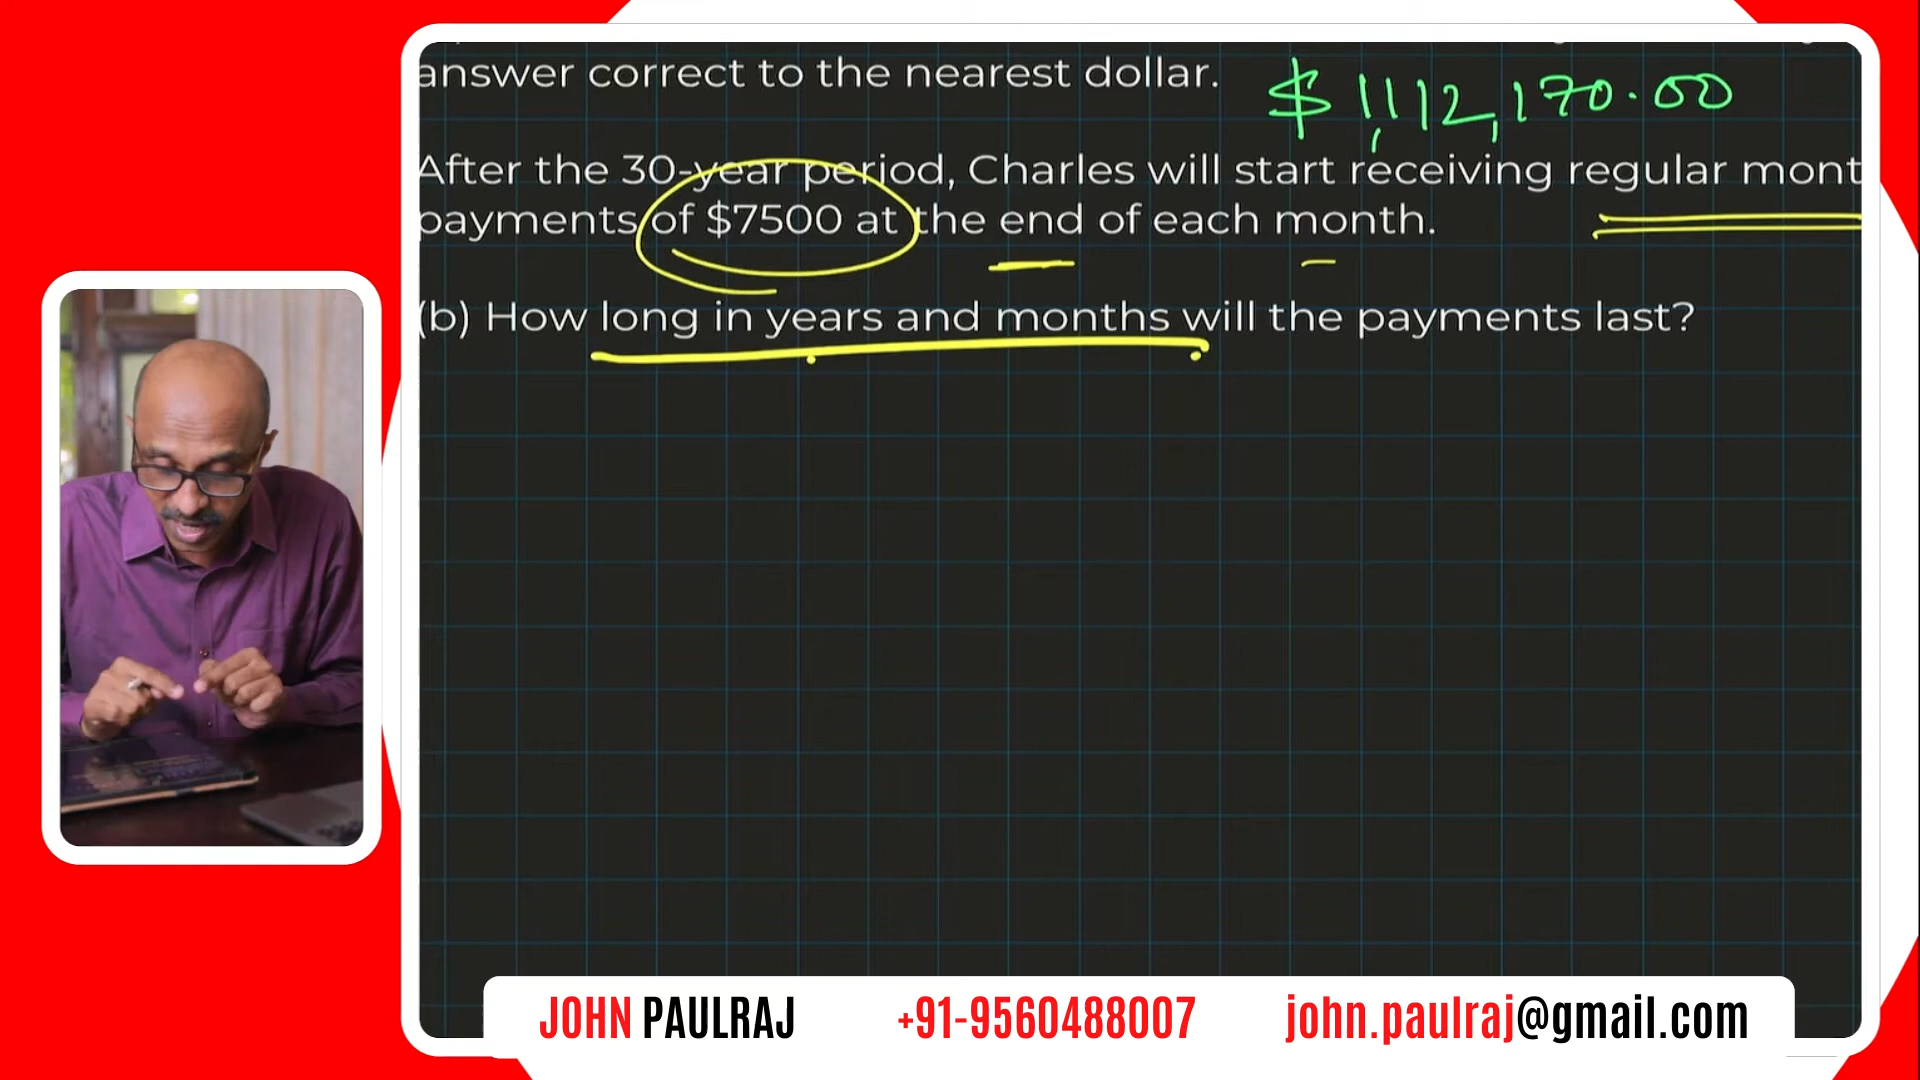 answer correct to the nearest dollar. $1,112,170.00
After the 30-year period, Charles will start receiving regular mont
payments of $7500 at the end of each month.
(b) How long in years and months will the payments last?
JOHN PAULRAJ +91-9560488007 john.paulraj@gmail.com